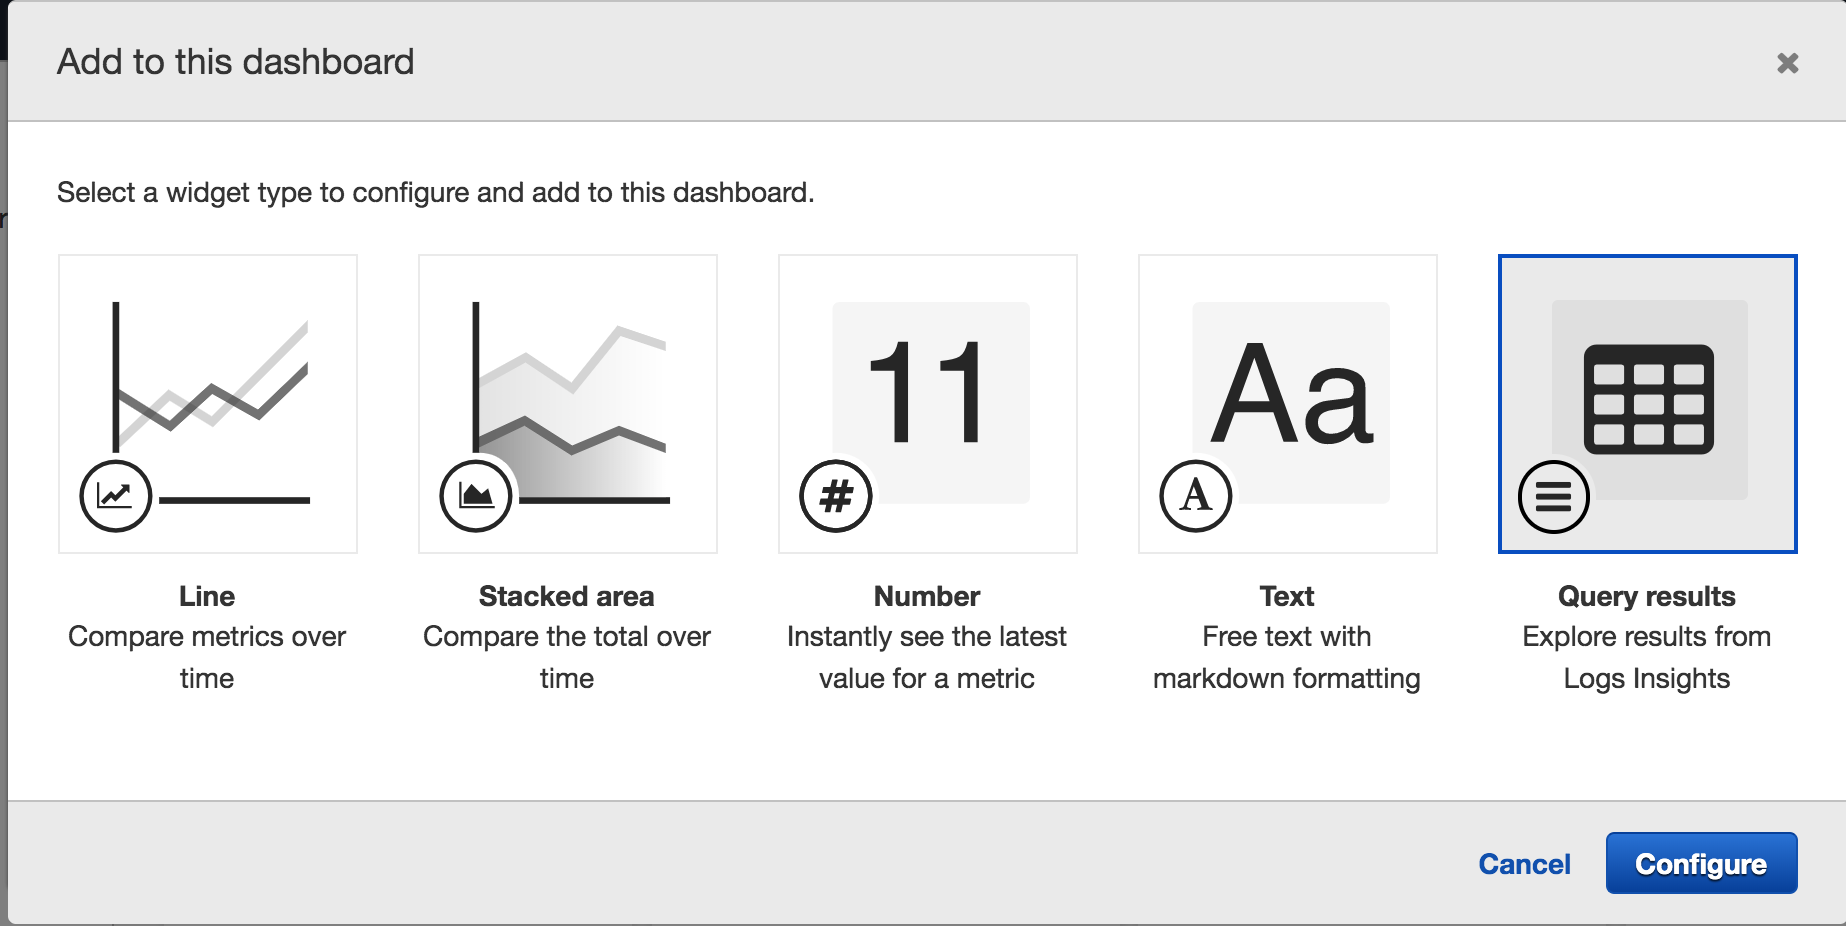 Add to this dashboard
Select a widget type to configure and add to this dashboard.
11
#
Aa
A
Line
Compare metrics over
time
Stacked area
Compare the total over
time
Number
Instantly see the latest
value for a metric
Text
Free text with
markdown formatting
Query results
Explore results from
Logs Insights
Cancel
Configure